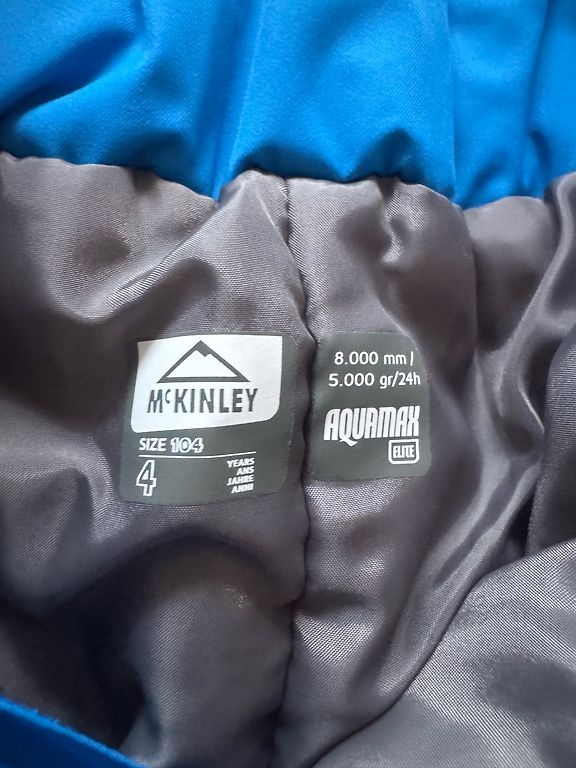 McKINLEY
SIZE 104
4
YEARS
ANS
JAHRE
ANNI
8.000 mm /
5.000 gr/24h
AQUAMAX
ELITE